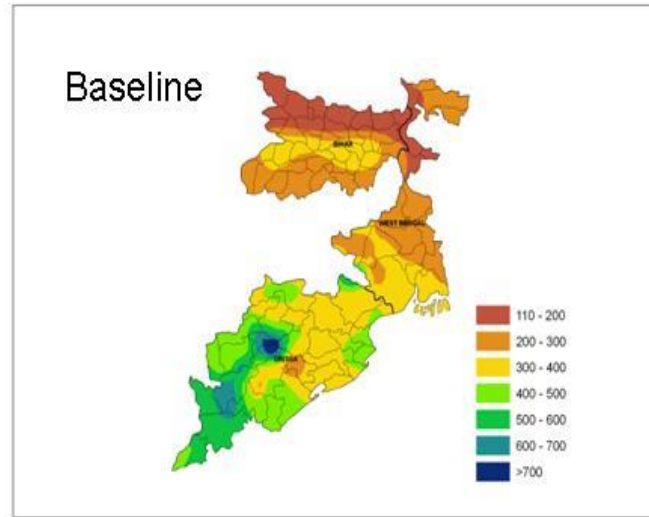 Baseline
BIHAR
WEST BENGAL
ORISSA
110 - 200
200 - 300
300 - 400
400 - 500
500 - 600
600 - 700
>700